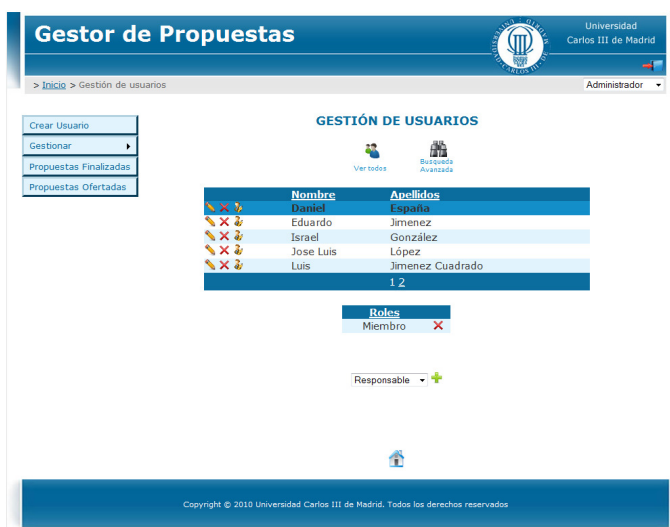 Gestor de Propuestas
Universidad
Carlos III de Madrid
> Inicio > Gestión de usuarios
Administrador
Crear Usuario
Gestionar
Propuestas Finalizadas
Propuestas Ofertadas
GESTIÓN DE USUARIOS
Ver todos
Busqueda
Avanzada
Nombre Apellidos
Daniel España
Eduardo Jimenez
Israel González
Jose Luis López
Luis Jimenez Cuadrado
1 2
Roles
Miembro
Responsable
Copyright © 2010 Universidad Carlos III de Madrid. Todos los derechos reservados